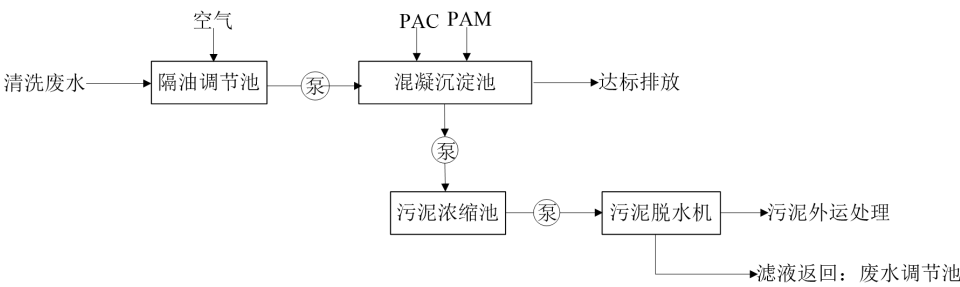 空气
PAC PAM
清洗废水
隔油调节池
泵
混凝沉淀池
达标排放
泵
污泥浓缩池
泵
污泥脱水机
污泥外运处理
滤液返回：废水调节池